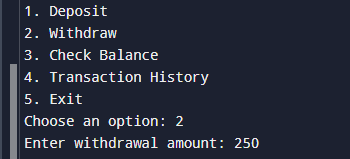 1. Deposit
2. Withdraw
3. Check Balance
4. Transaction History
5. Exit
Choose an option: 2
Enter withdrawal amount: 250